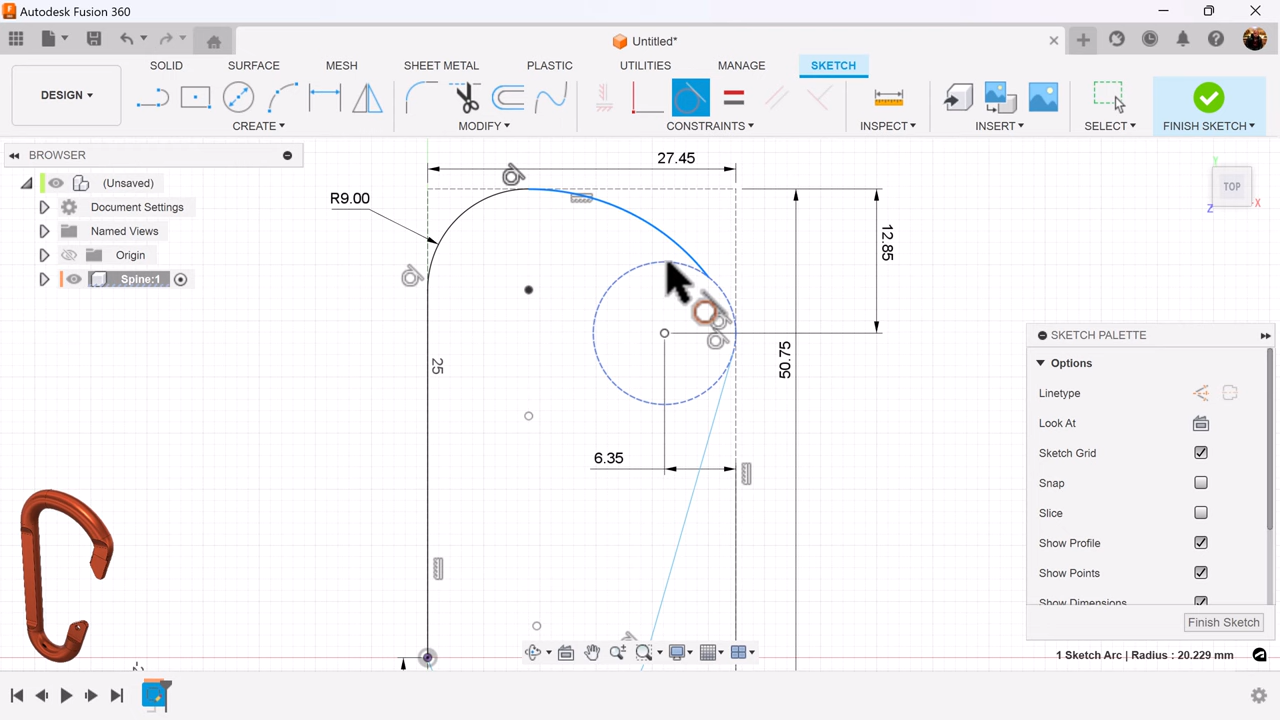 Autodesk Fusion 360
Untitled*
SOLID SURFACE MESH SHEET METAL PLASTIC UTILITIES MANAGE SKETCH
DESIGN
CREATE MODIFY CONSTRAINTS INSPECT INSERT SELECT FINISH SKETCH
BROWSER
(Unsaved)
Document Settings
Named Views
Origin
Spine:1
27.45
R9.00
12.85
50.75
25
6.35
TOP
Y
X
Z
SKETCH PALETTE
Options
Linetype
Look At
Sketch Grid
Snap
Slice
Show Profile
Show Points
Show Dimensions
Finish Sketch
1 Sketch Arc | Radius : 20.229 mm